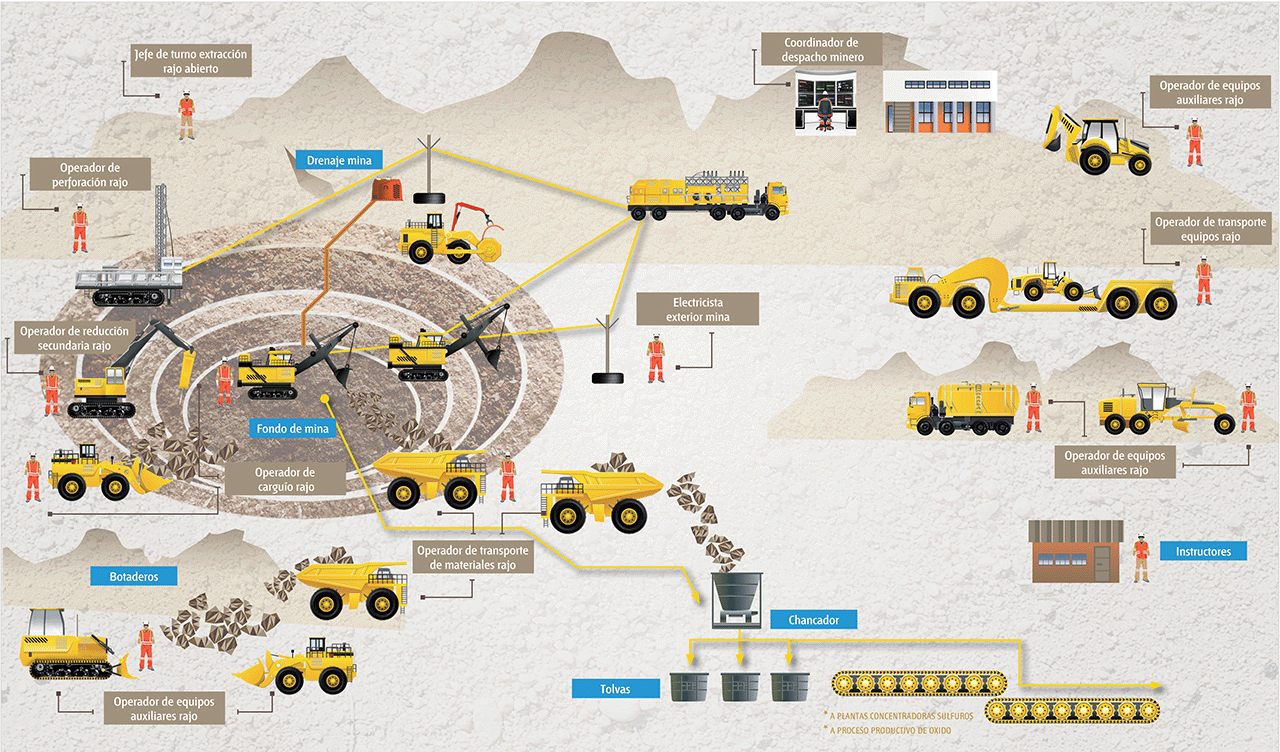 Jefe de turno extracción
rajo abierto
Coordinador de
despacho minero
Operador de equipos
auxiliares rajo
Operador de
perforación rajo
Drenaje mina
Operador de transporte
equipos rajo
Electricista
exterior mina
Operador de reducción
secundaria rajo
Fondo de mina
Operador de
carguío rajo
Operador de equipos
auxiliares rajo
Operador de transporte
de materiales rajo
Instructores
Botaderos
Chancador
Tolvas
Operador de equipos
auxiliares rajo
* A PLANTAS CONCENTRADORAS SULFUROS
* A PROCESO PRODUCTIVO DE OXIDO